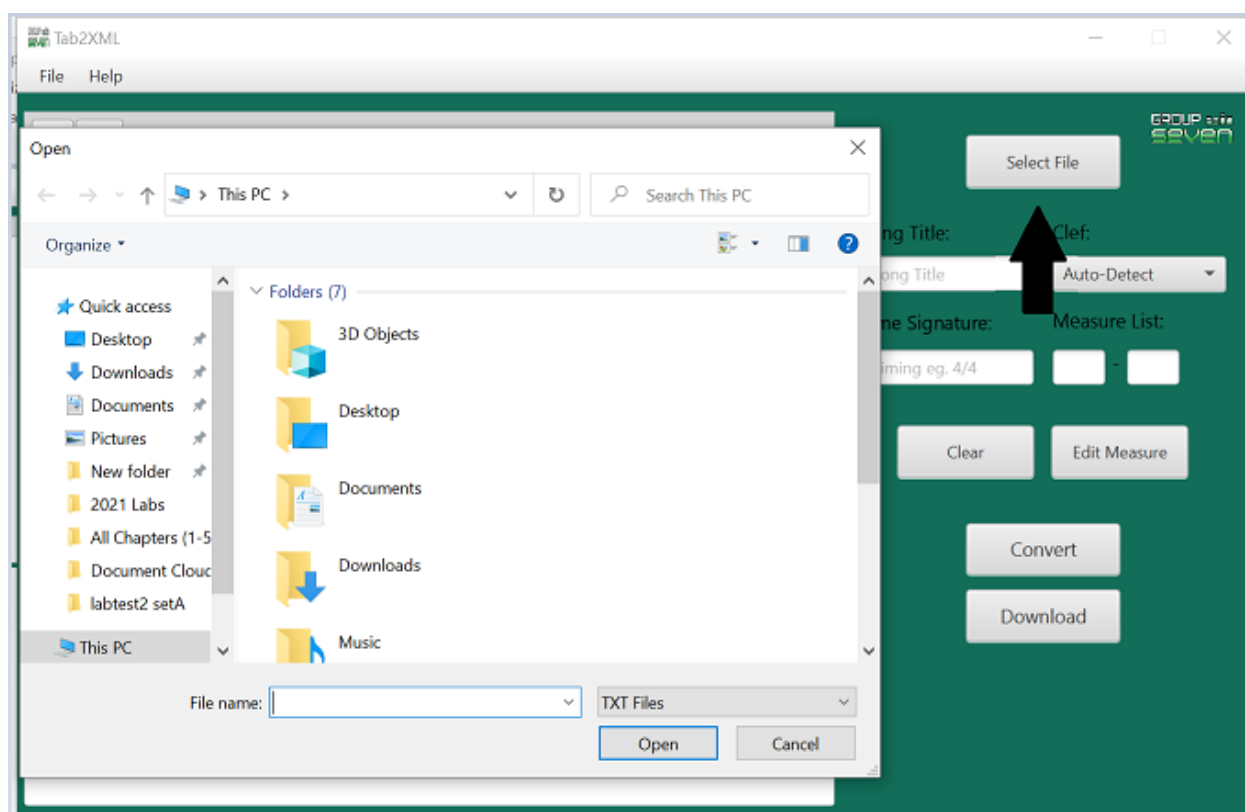 Tab2XML
File Help
GROUP
SEVEN
Open
This PC
Search This PC
Organize
Quick access
Desktop
Downloads
Documents
Pictures
New folder
2021 Labs
All Chapters (1-5
Document Clouc
labtest2 setA
This PC
Folders (7)
3D Objects
Desktop
Documents
Downloads
Music
File name:
TXT Files
Open Cancel
Select File
ng Title: Clef:
ong Title Auto-Detect
ne Signature: Measure List:
iming eg. 4/4 -
Clear Edit Measure
Convert
Download